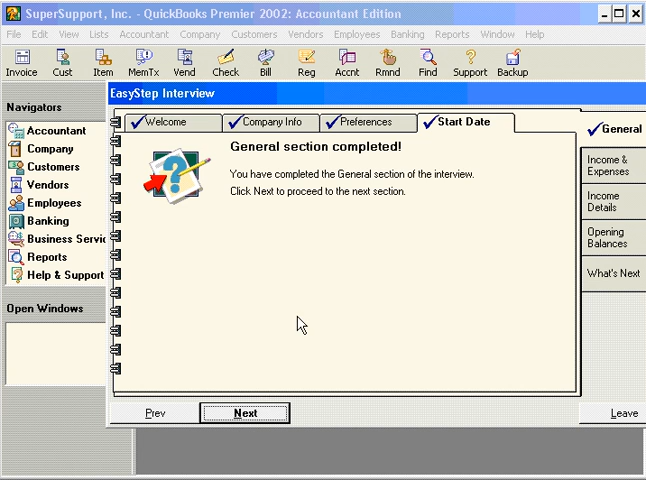 SuperSupport, Inc. - QuickBooks Premier 2002: Accountant Edition
File Edit View Lists Accountant Company Customers Vendors Employees Banking Reports Window Help
Invoice Cust Item MemTx Vend Check Bill Reg Accnt Rmnd Find Support Backup
Navigators
Accountant
Company
Customers
Vendors
Employees
Banking
Business Servic
Reports
Help & Support
Open Windows
EasyStep Interview
Welcome Company Info Preferences Start Date
General section completed!
You have completed the General section of the interview.
Click Next to proceed to the next section.
General
Income &
Expenses
Income
Details
Opening
Balances
What's Next
Prev Next Leave